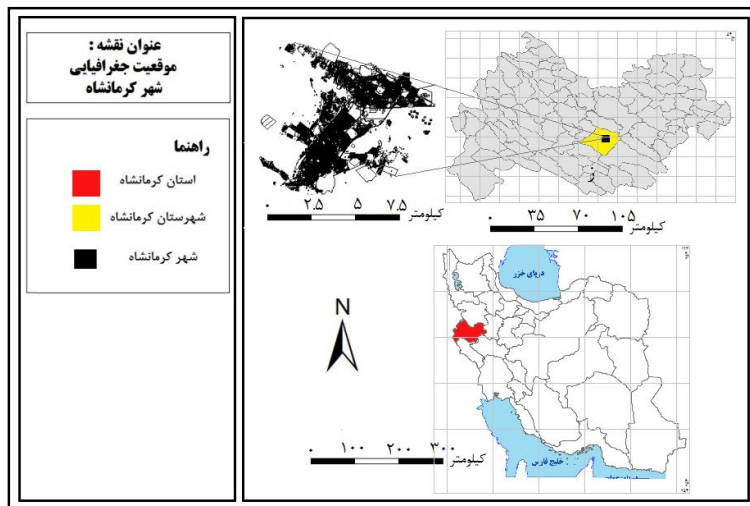 عنوان نقشه :
موقعیت جغرافیایی
شهر کرمانشاه
راهنما
استان کرمانشاه
شهرستان کرمانشاه
شهر کرمانشاه
۰ ۲.۵ ۵ ۷.۵
کیلومتر
۰ ۳۵ ۷۰ ۱۰۵
کیلومتر
دریای خزر
N
۰ ۱۰۰ ۲۰۰ ۳۰۰
کیلومتر
خلیج فارس